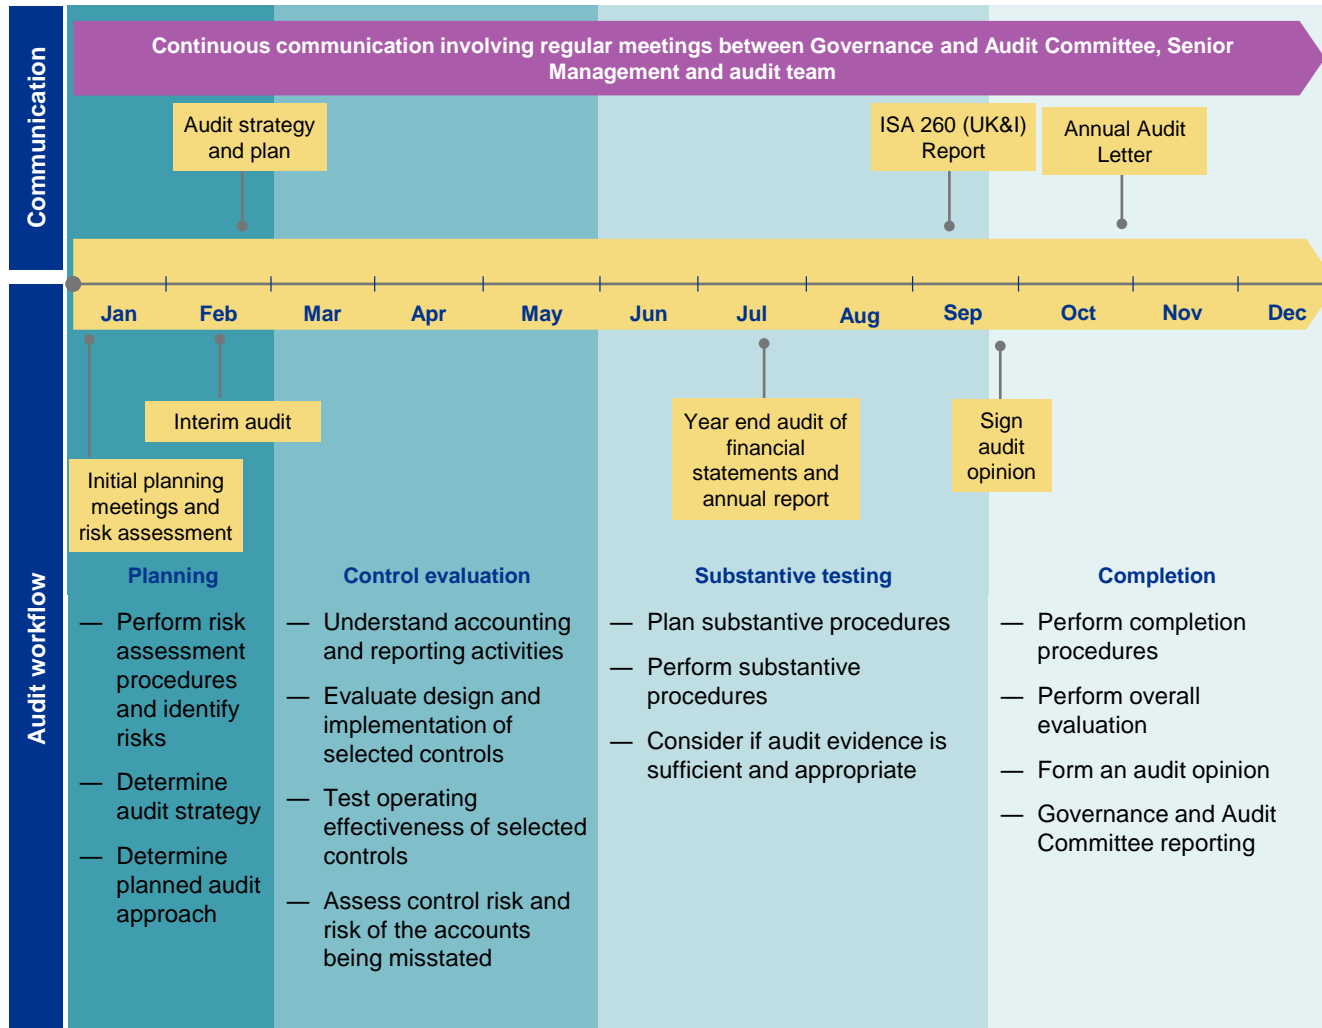 Communication
Continuous communication involving regular meetings between Governance and Audit Committee, Senior
Management and audit team
Audit strategy
and plan
ISA 260 (UK&I)
Report
Annual Audit
Letter
Jan
Feb
Mar
Apr
May
Jun
Jul
Aug
Sep
Oct
Nov
Dec
Audit workflow
Initial planning
meetings and
risk assessment
Interim audit
Year end audit of
financial
statements and
annual report
Sign
audit
opinion
Planning
— Perform risk
assessment
procedures
and identify
risks
— Determine
audit strategy
— Determine
planned audit
approach
Control evaluation
— Understand accounting
and reporting activities
— Evaluate design and
implementation of
selected controls
— Test operating
effectiveness of selected
controls
— Assess control risk and
risk of the accounts
being misstated
Substantive testing
— Plan substantive procedures
— Perform substantive
procedures
— Consider if audit evidence is
sufficient and appropriate
Completion
— Perform completion
procedures
— Perform overall
evaluation
— Form an audit opinion
— Governance and Audit
Committee reporting